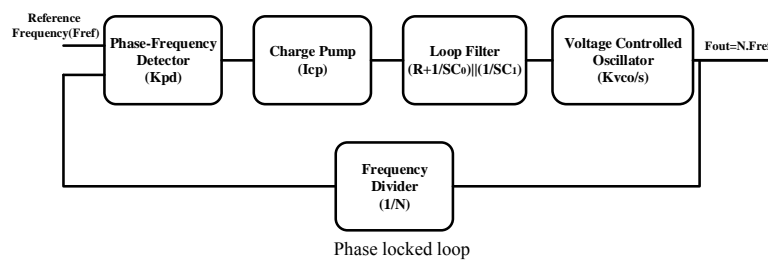 Reference
Frequency(Fref)
Phase-Frequency
Detector
(Kpd)
Charge Pump
(Icp)
Loop Filter
(R+1/SC₀)||(1/SC₁)
Voltage Controlled
Oscillator
(Kvco/s)
Fout=N.Fref
Frequency
Divider
(1/N)
Phase locked loop